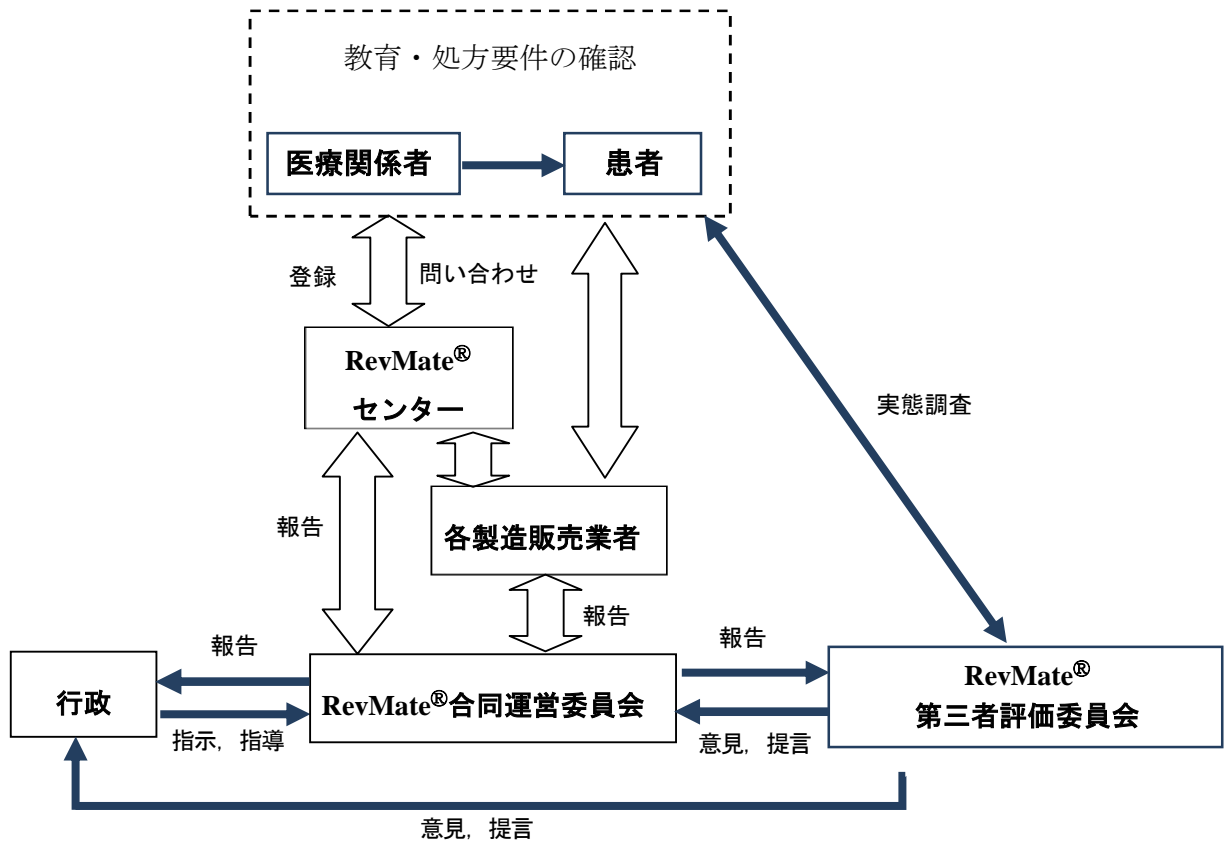 教育・処方要件の確認
医療関係者
患者
登録
問い合わせ
RevMate®
センター
実態調査
報告
各製造販売業者
報告
報告
報告
行政
RevMate®合同運営委員会
RevMate®
第三者評価委員会
指示，指導
意見，提言
意見，提言